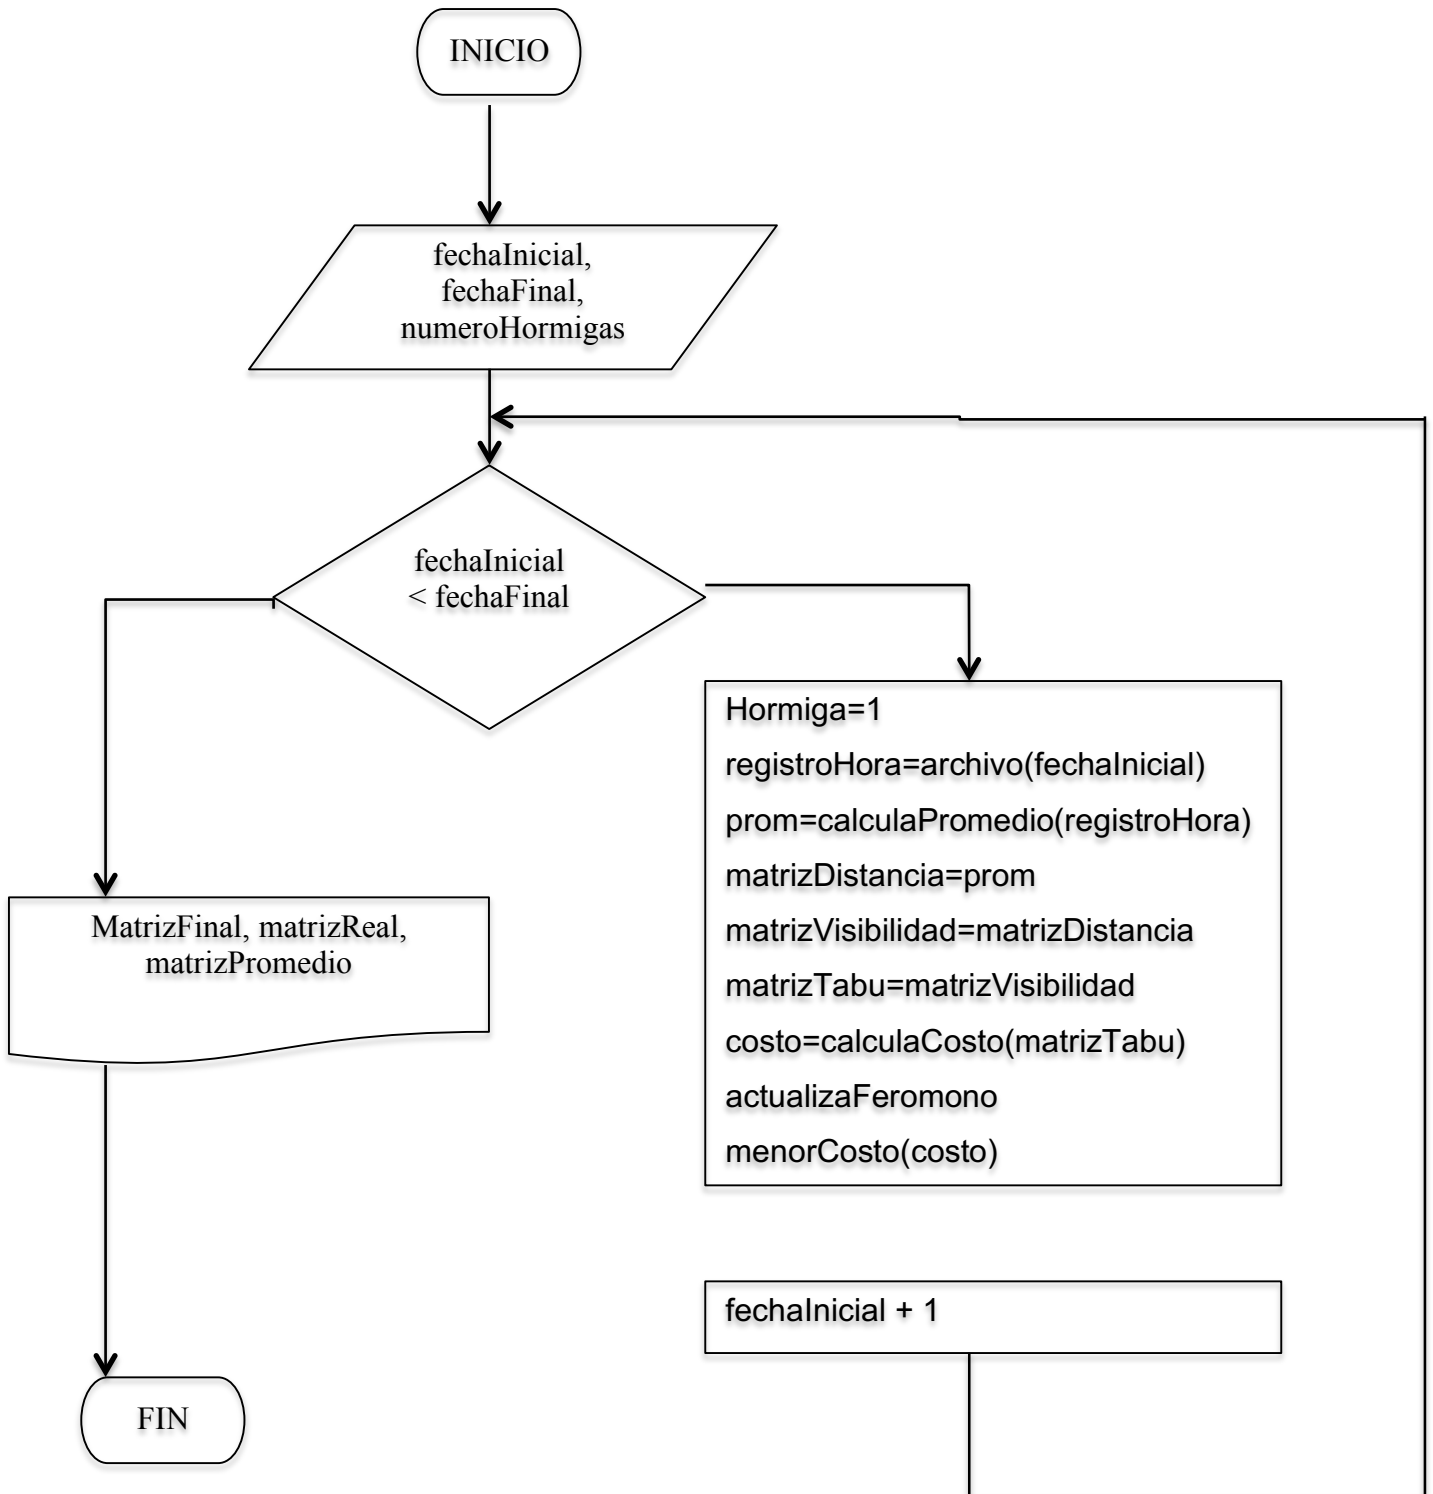 INICIO
fechaInicial,
fechaFinal,
numeroHormigas
fechaInicial
< fechaFinal
Hormiga=1
registroHora=archivo(fechaInicial)
prom=calculaPromedio(registroHora)
matrizDistancia=prom
matrizVisibilidad=matrizDistancia
matrizTabu=matrizVisibilidad
costo=calculaCosto(matrizTabu)
actualizaFeromono
menorCosto(costo)
MatrizFinal, matrizReal,
matrizPromedio
fechaInicial + 1
FIN